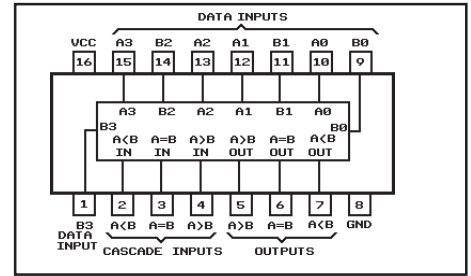 DATA INPUTS
VCC A3 B2 A2 A1 B1 A0 B0
16 15 14 13 12 11 10 9
A3 B2 A2 A1 B1 A0
B3 B0
A<B A=B A>B A>B A=B A<B
IN IN IN OUT OUT OUT
1 2 3 4 5 6 7 8
B3 A<B A=B A>B A>B A=B A<B GND
DATA
INPUT
CASCADE INPUTS OUTPUTS